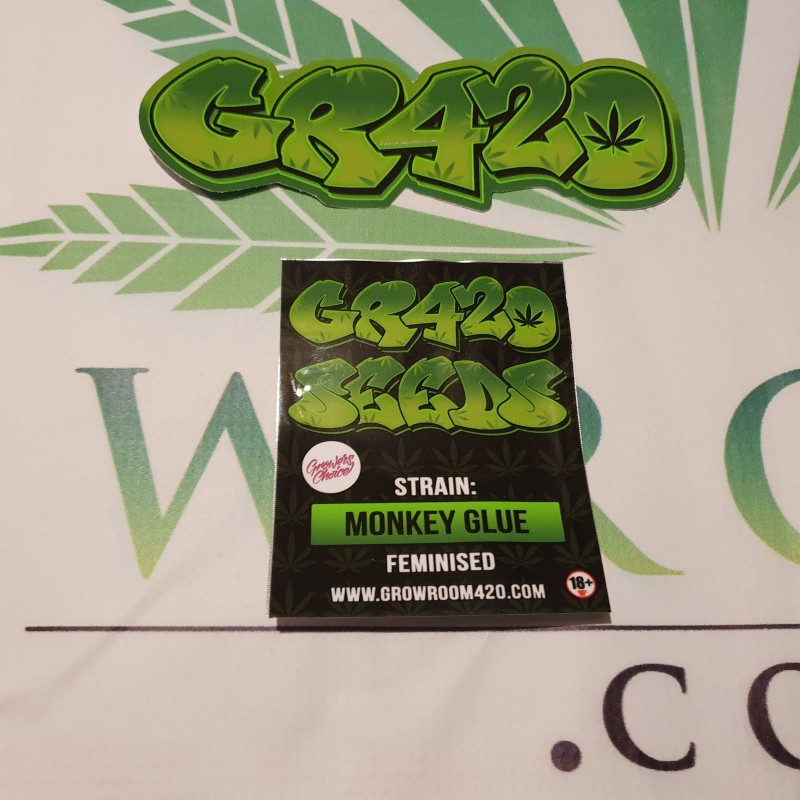 GR420
GR420
SEEDS
Growers
Choice
STRAIN:
MONKEY GLUE
FEMINISED
WWW.GROWROOM420.COM
18+
W R O
.CO